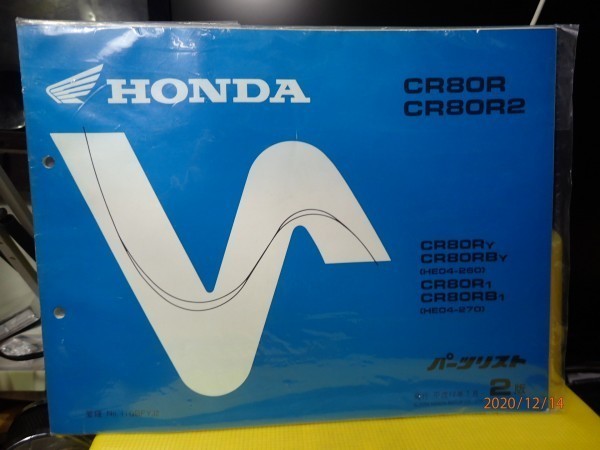 HONDA
CR80R
CR80R2
CR80RY
CR80RBY
(HE04-260)
CR80R1
CR80RB1
(HE04-270)
パーツリスト
2版
2020/12/14